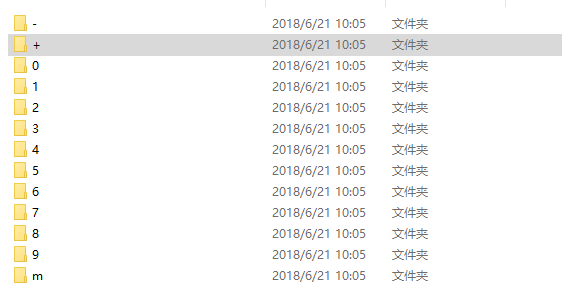 - 2018/6/21 10:05 文件夹
+ 2018/6/21 10:05 文件夹
0 2018/6/21 10:05 文件夹
1 2018/6/21 10:05 文件夹
2 2018/6/21 10:05 文件夹
3 2018/6/21 10:05 文件夹
4 2018/6/21 10:05 文件夹
5 2018/6/21 10:05 文件夹
6 2018/6/21 10:05 文件夹
7 2018/6/21 10:05 文件夹
8 2018/6/21 10:05 文件夹
9 2018/6/21 10:05 文件夹
m 2018/6/21 10:05 文件夹